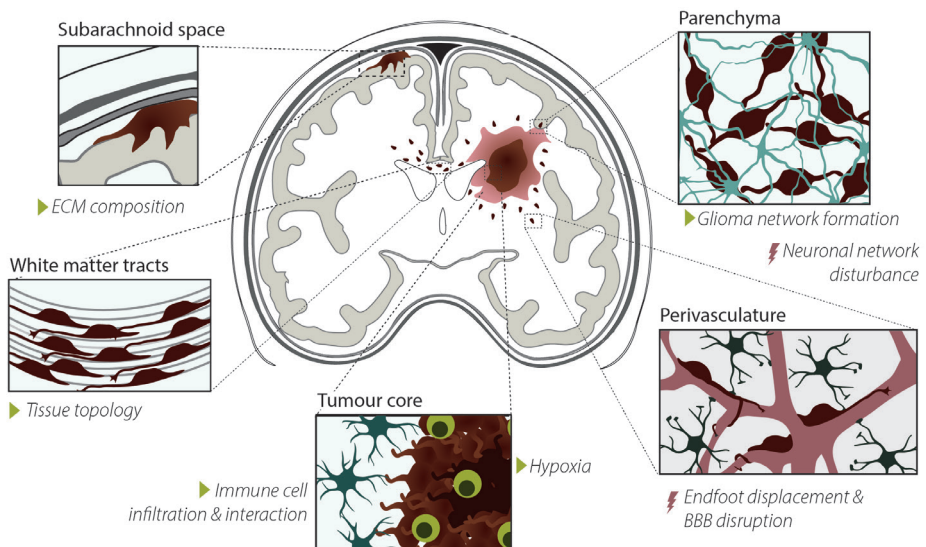 Subarachnoid space
ECM composition
White matter tracts
Tissue topology
Tumour core
Immune cell
infiltration & interaction
Hypoxia
Parenchyma
Glioma network formation
Neuronal network
disturbance
Perivasculature
Endfoot displacement &
BBB disruption